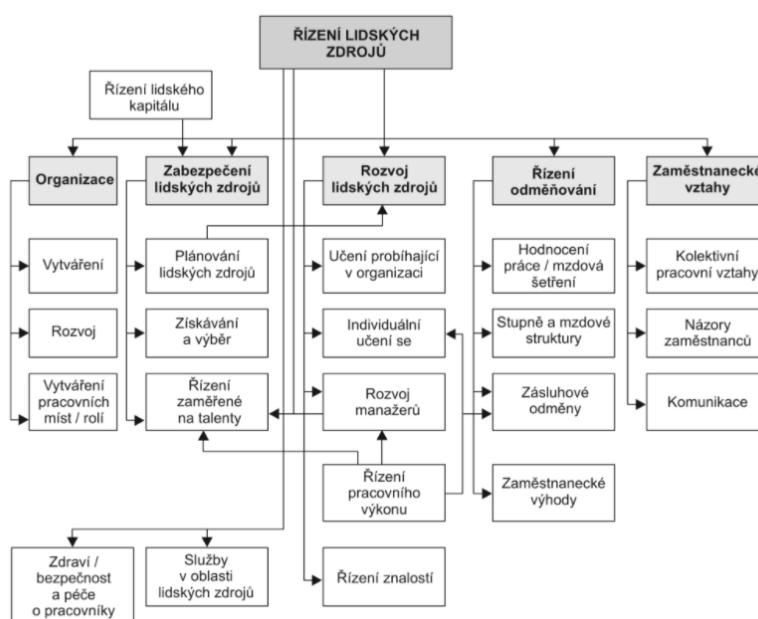 ŘÍZENÍ LIDSKÝCH
ZDROJŮ
Řízení lidského
kapitálu
Organizace
Zabezpečení
lidských zdrojů
Rozvoj
lidských zdrojů
Řízení
odměňování
Zaměstnanecké
vztahy
Vytváření
Plánování
lidských zdrojů
Učení probíhající
v organizaci
Hodnocení
práce / mzdová
šetření
Kolektivní
pracovní vztahy
Rozvoj
Získávání
a výběr
Individuální
učení se
Stupně a mzdové
struktury
Názory
zaměstnanců
Vytváření
pracovních
míst / rolí
Řízení
zaměřené
na talenty
Rozvoj
manažerů
Zásluhové
odměny
Komunikace
Řízení
pracovního
výkonu
Zaměstnanecké
výhody
Zdraví /
bezpečnost
a péče
o pracovníky
Služby
v oblasti
lidských zdrojů
Řízení znalostí